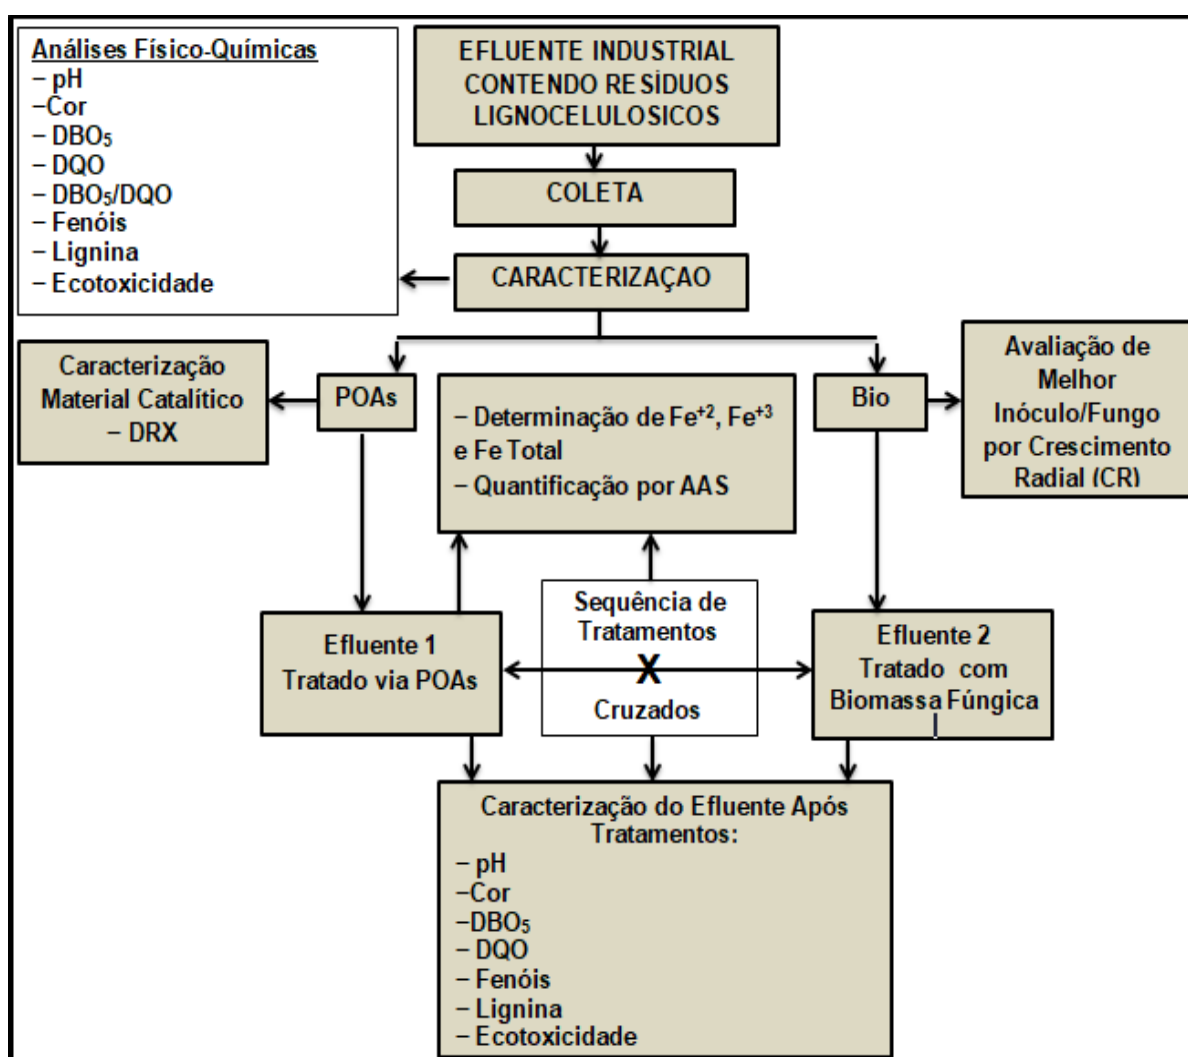 Análises Físico-Químicas
– pH
–Cor
– DBO₅
– DQO
– DBO₅/DQO
– Fenóis
– Lignina
– Ecotoxicidade
EFLUENTE INDUSTRIAL
CONTENDO RESÍDUOS
LIGNOCELULOSICOS
COLETA
CARACTERIZAÇAO
Caracterização
Material Catalítico
– DRX
POAs
– Determinação de Fe⁺², Fe⁺³
e Fe Total
– Quantificação por AAS
Bio
Avaliação de
Melhor
Inóculo/Fungo
por Crescimento
Radial (CR)
Efluente 1
Tratado via POAs
Sequência de
Tratamentos
X
Cruzados
Efluente 2
Tratado com
Biomassa Fúngica
Caracterização do Efluente Após
Tratamentos:
– pH
–Cor
–DBO₅
– DQO
– Fenóis
– Lignina
– Ecotoxicidade